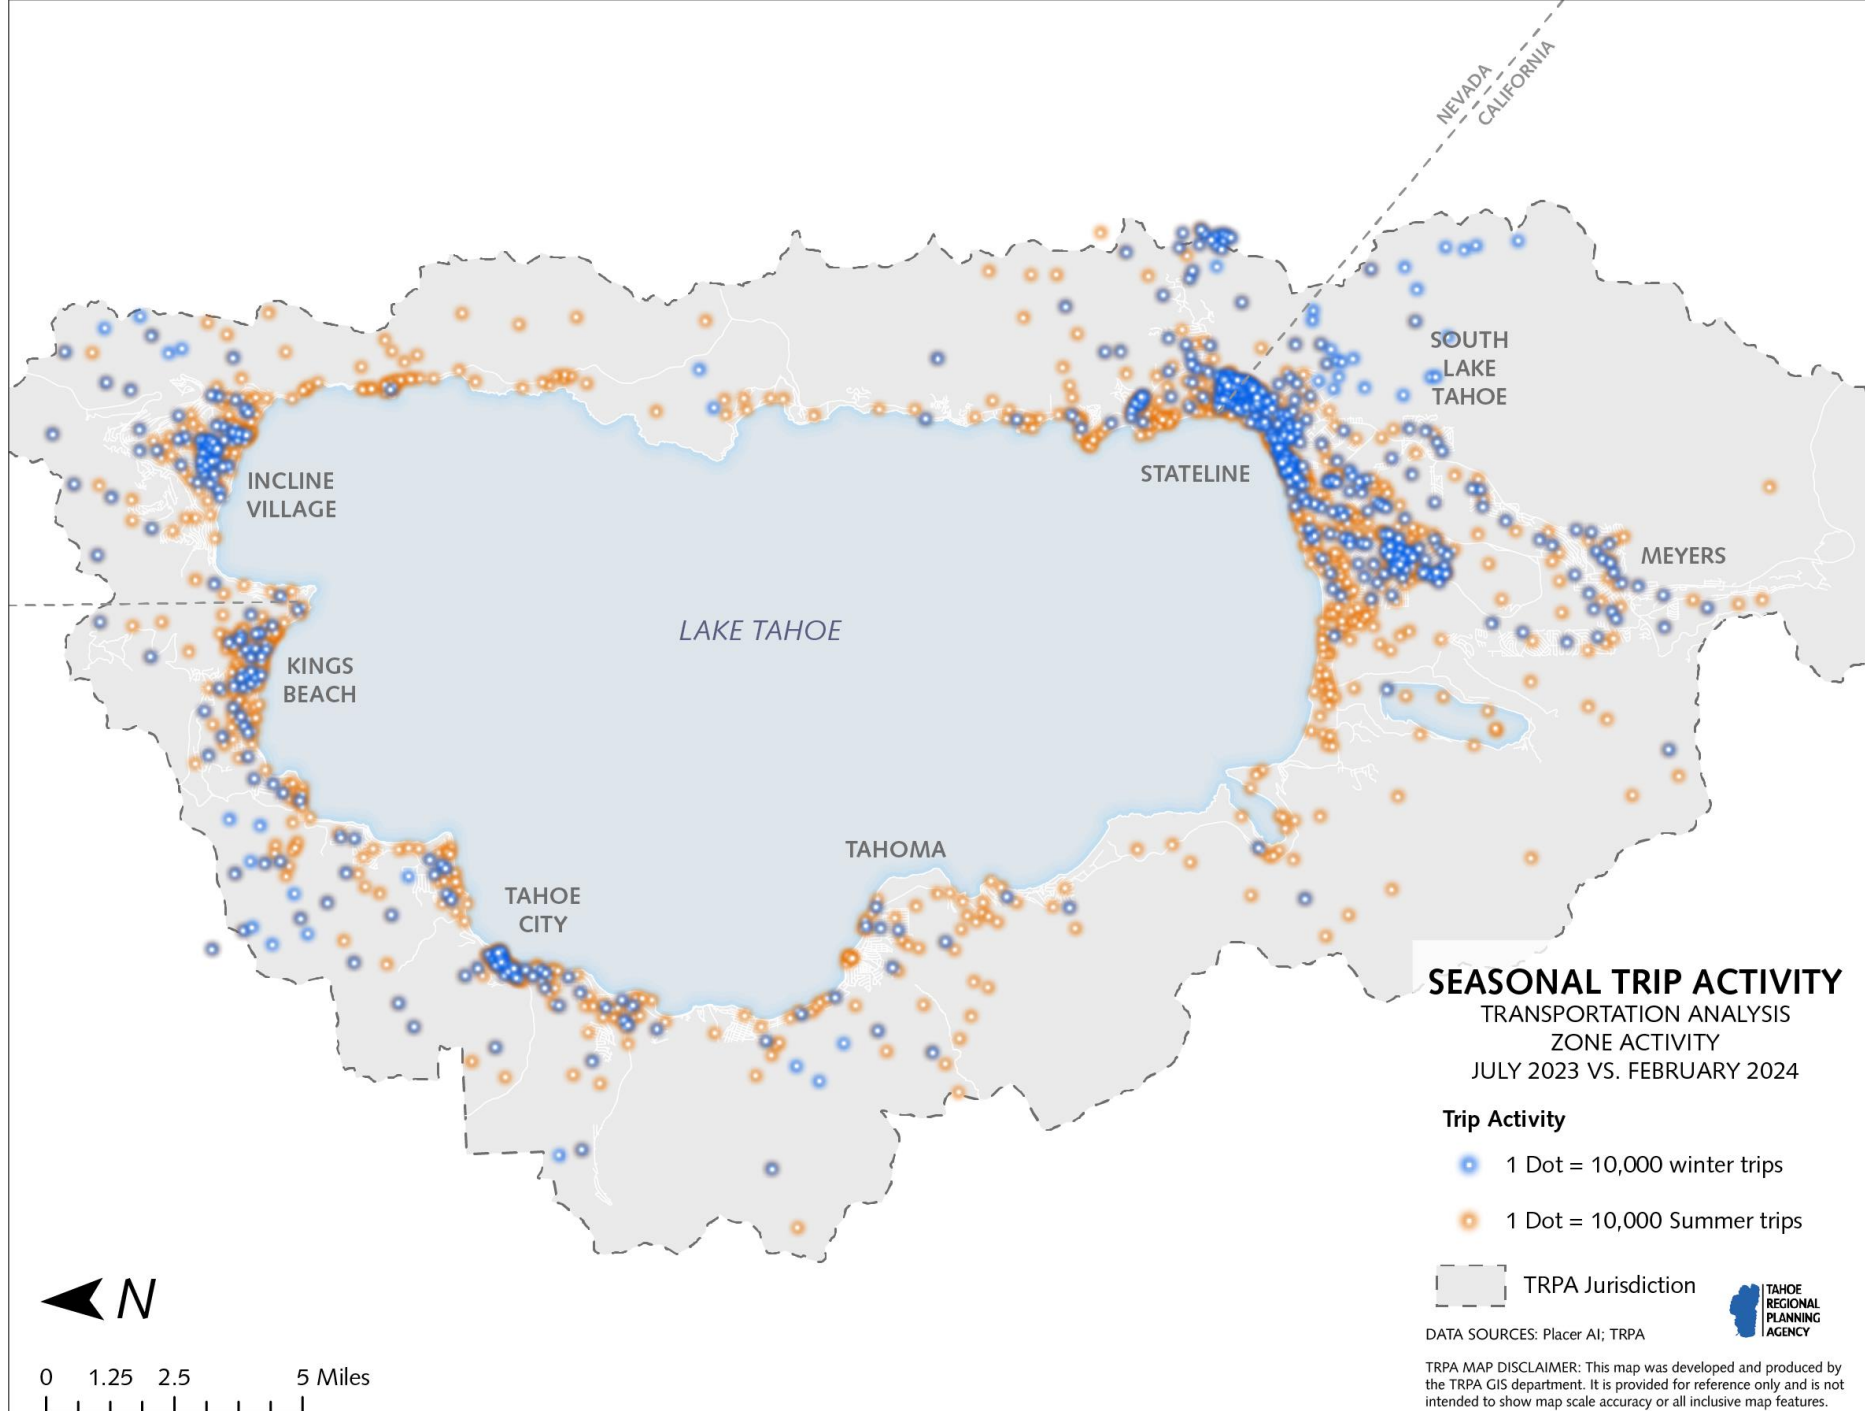 NEVADA
CALIFORNIA
SOUTH
LAKE
TAHOE
INCLINE
VILLAGE
STATELINE
MEYERS
LAKE TAHOE
KINGS
BEACH
TAHOMA
TAHOE
CITY
SEASONAL TRIP ACTIVITY
TRANSPORTATION ANALYSIS
ZONE ACTIVITY
JULY 2023 VS. FEBRUARY 2024
Trip Activity
1 Dot = 10,000 winter trips
1 Dot = 10,000 Summer trips
TRPA Jurisdiction
TAHOE
REGIONAL
PLANNING
AGENCY
DATA SOURCES: Placer AI; TRPA
TRPA MAP DISCLAIMER: This map was developed and produced by
the TRPA GIS department. It is provided for reference only and is not
intended to show map scale accuracy or all inclusive map features.
N
0 1.25 2.5 5 Miles